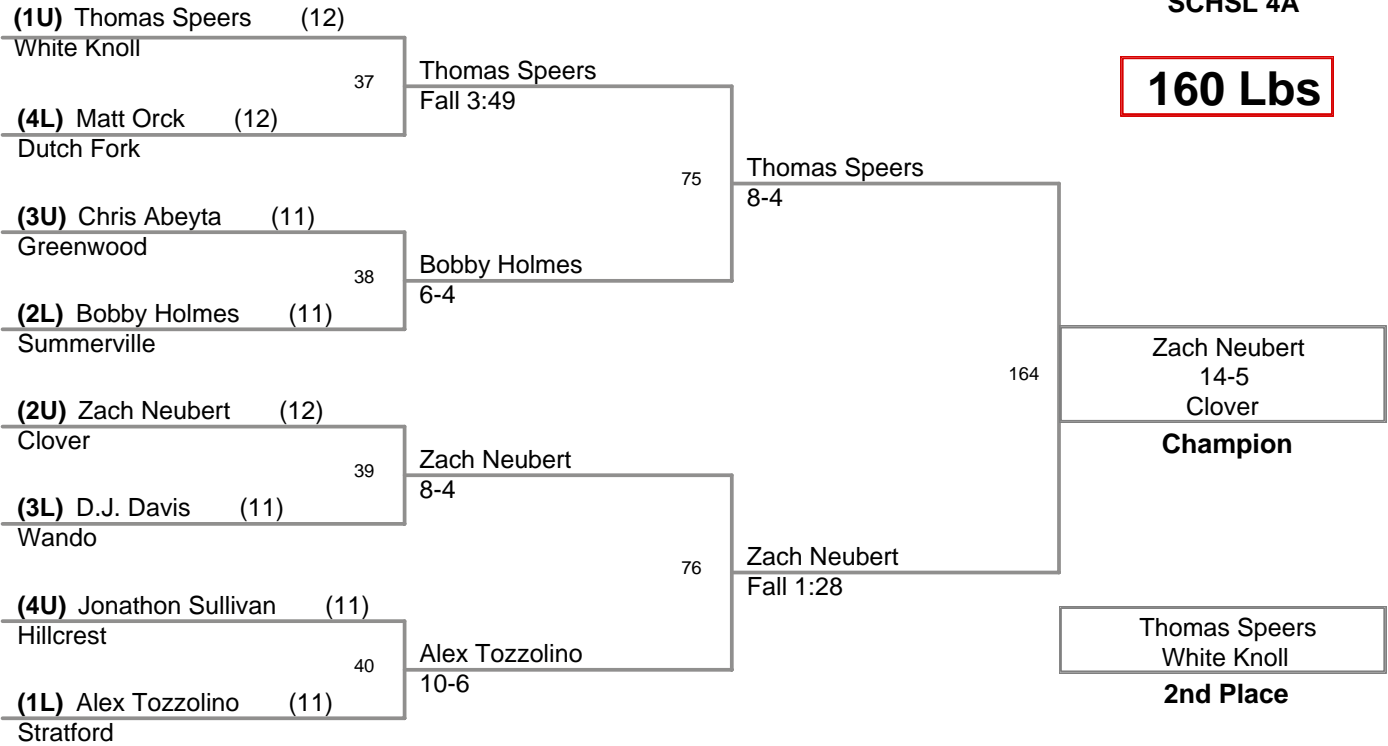 SCHSL 4A
160 Lbs
(1U) Thomas Speers (12)
White Knoll
37
(4L) Matt Orck (12)
Dutch Fork
(3U) Chris Abeyta (11)
Greenwood
38
(2L) Bobby Holmes (11)
Summerville
(2U) Zach Neubert (12)
Clover
39
(3L) D.J. Davis (11)
Wando
(4U) Jonathon Sullivan (11)
Hillcrest
40
(1L) Alex Tozzolino (11)
Stratford
Thomas Speers
Fall 3:49
75
Bobby Holmes
6-4
Zach Neubert
8-4
76
Alex Tozzolino
10-6
Thomas Speers
8-4
164
Zach Neubert
Fall 1:28
Zach Neubert
14-5
Clover
Champion
Thomas Speers
White Knoll
2nd Place